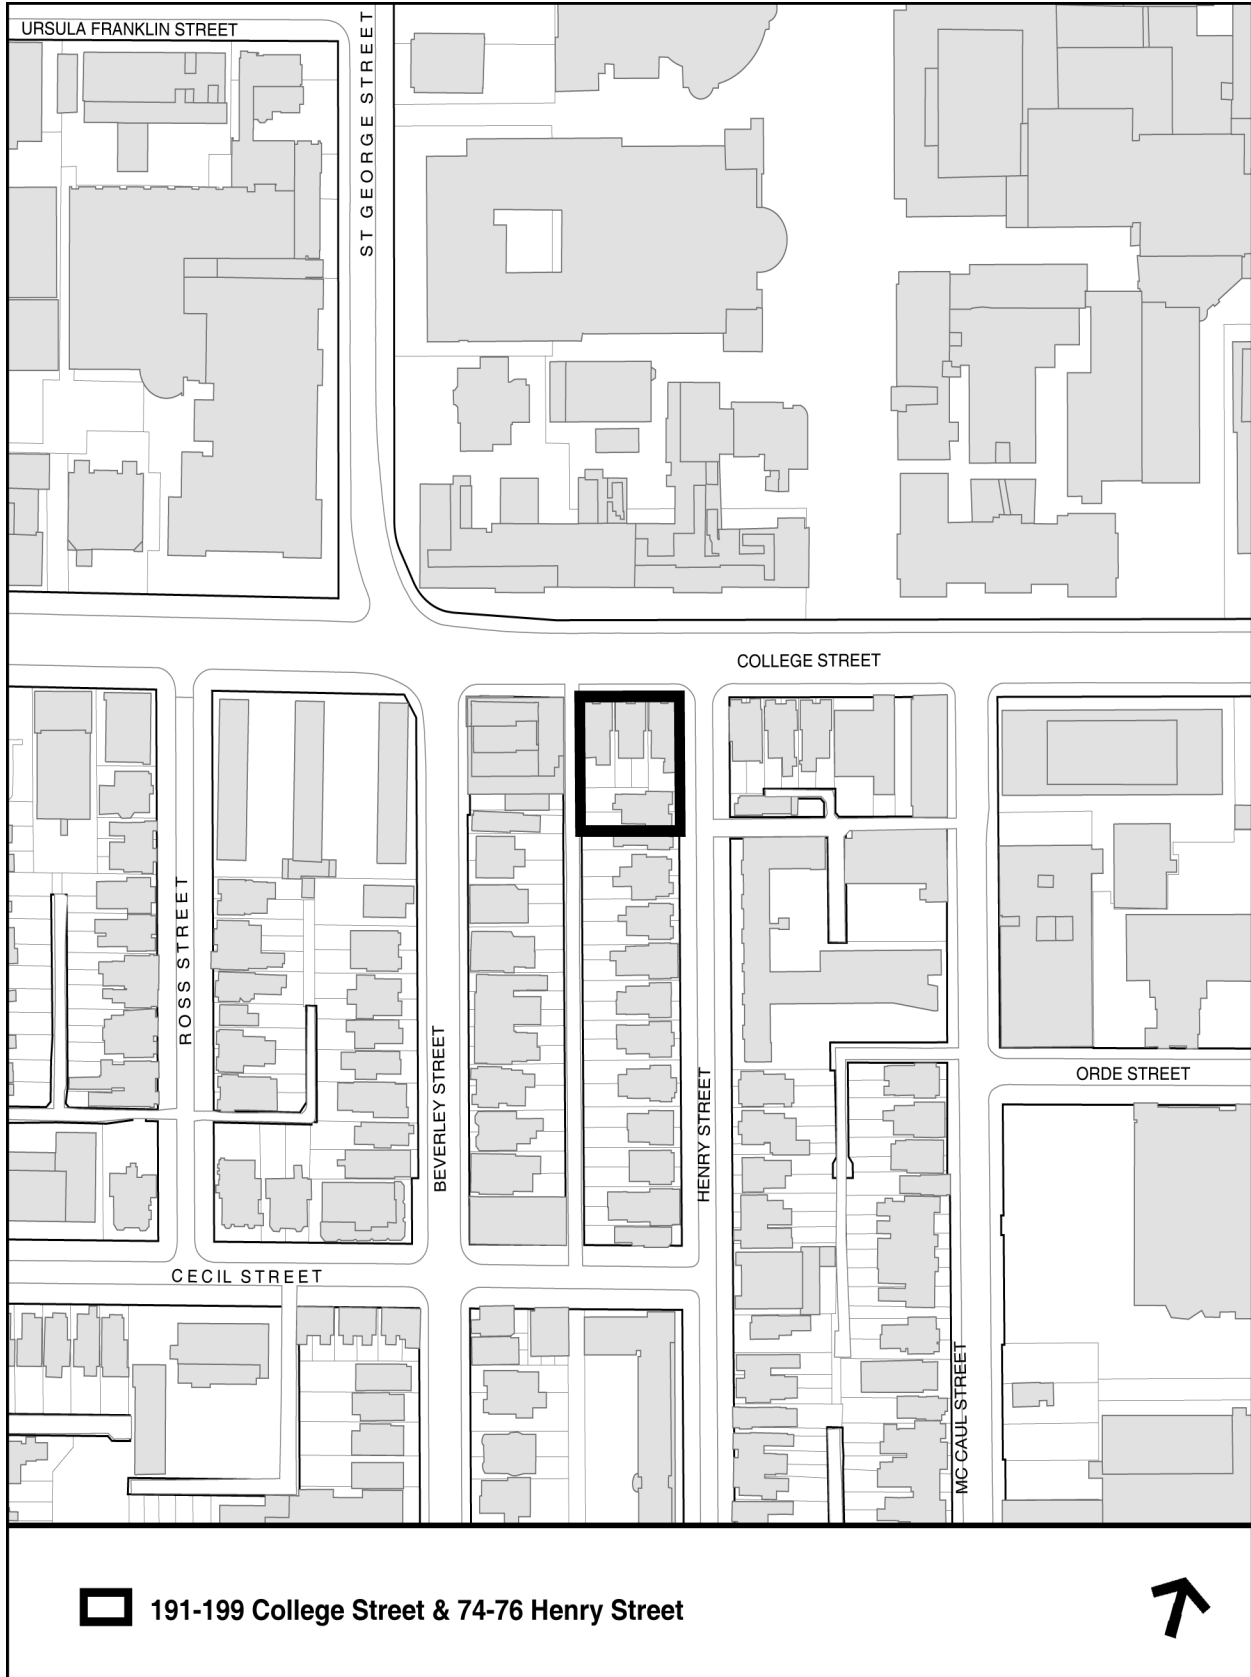 URSULA FRANKLIN STREET
ST GEORGE STREET
COLLEGE STREET
ROSS STREET
BEVERLEY STREET
HENRY STREET
ORDE STREET
CECIL STREET
MC CAUL STREET
191-199 College Street & 74-76 Henry Street